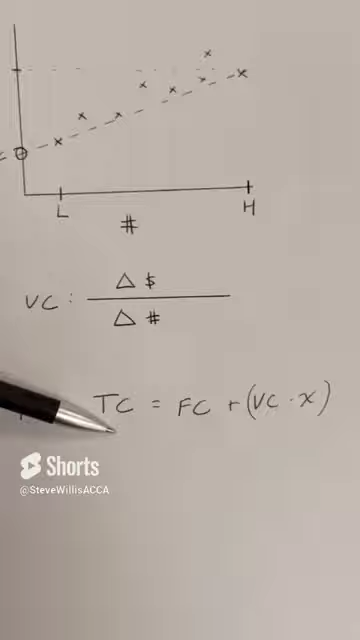 L
H
#
VC : Δ $
Δ #
TC = FC + (VC · x)
Shorts
@SteveWillisACCA